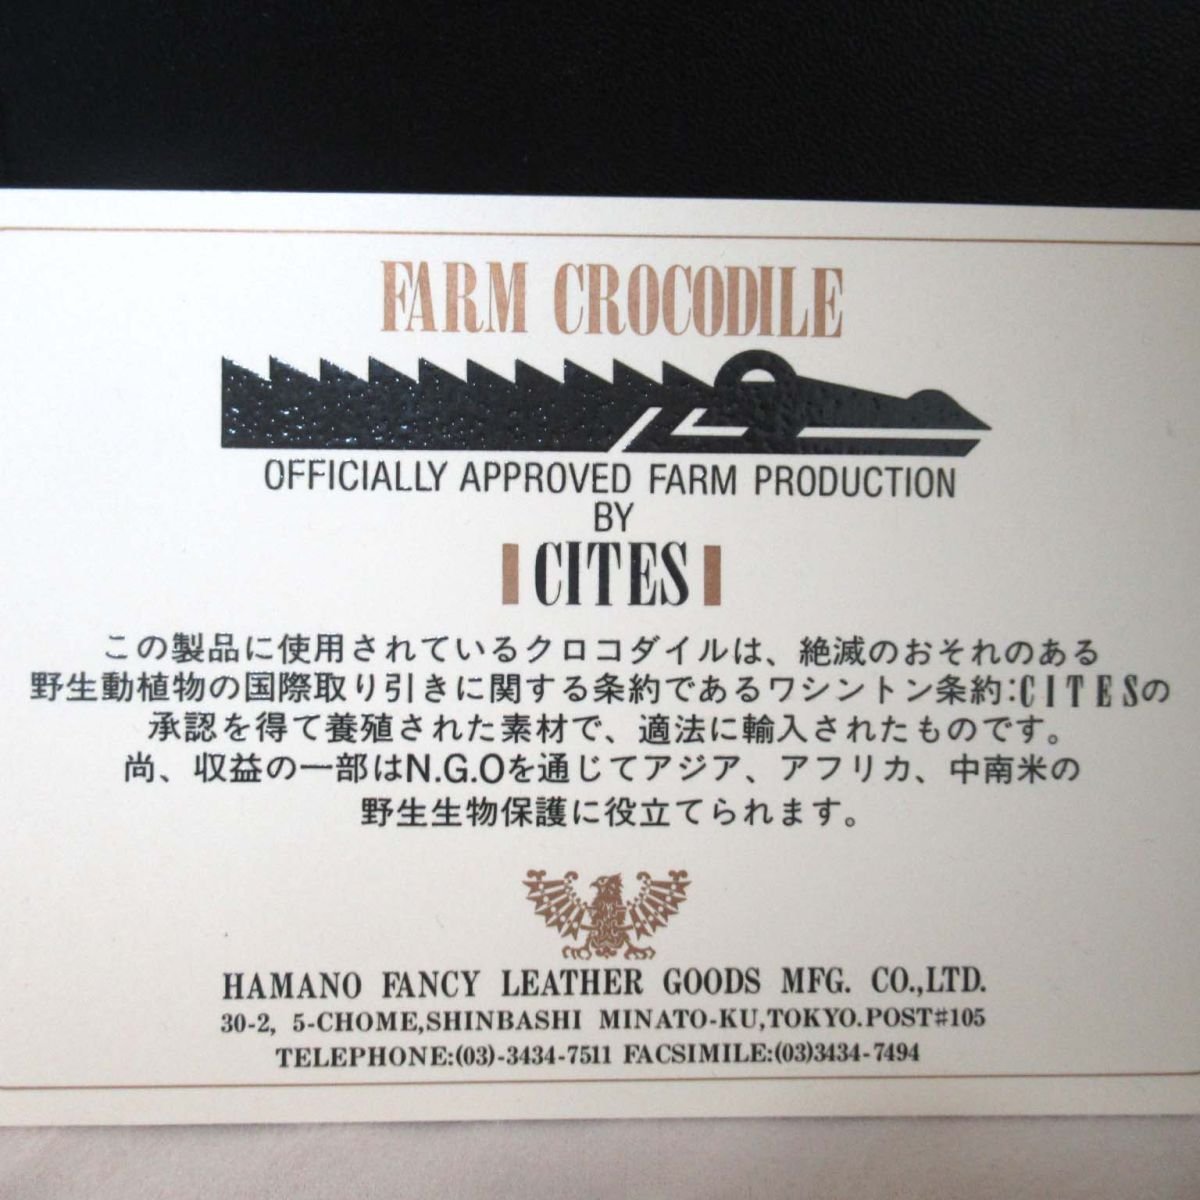 FARM CROCODILE
OFFICIALLY APPROVED FARM PRODUCTION
BY
CITES
この製品に使用されているクロコダイルは、絶滅のおそれのある
野生動植物の国際取り引きに関する条約であるワシントン条約:CITESの
承認を得て養殖された素材で、適法に輸入されたものです。
尚、収益の一部はN.G.Oを通じてアジア、アフリカ、中南米の
野生生物保護に役立てられます。
HAMANO FANCY LEATHER GOODS MFG. CO.,LTD.
30-2, 5-CHOME,SHINBASHI MINATO-KU,TOKYO.POST#105
TELEPHONE:(03)-3434-7511 FACSIMILE:(03)3434-7494